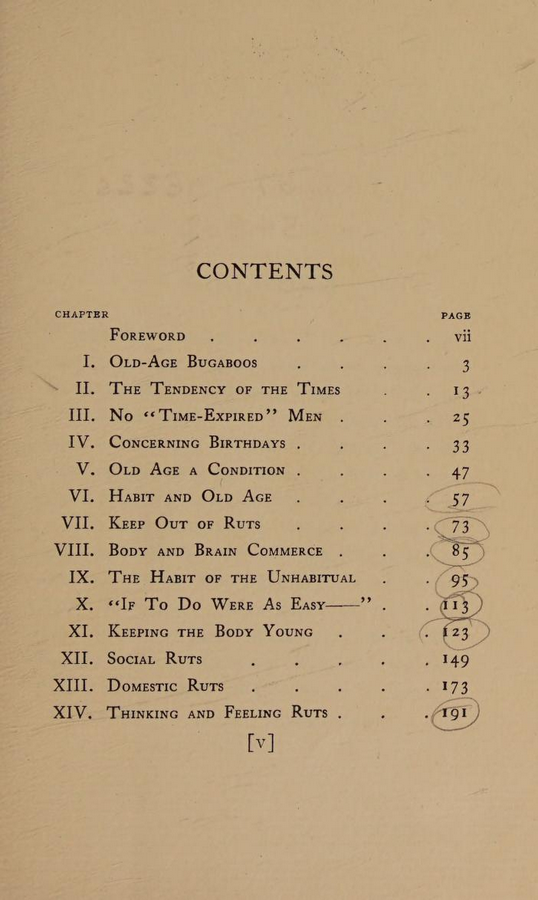 CONTENTS
CHAPTER PAGE
FOREWORD . . . . . . vii
I. OLD-AGE BUGABOOS . . . . 3
II. THE TENDENCY OF THE TIMES . . 13
III. NO “TIME-EXPIRED” MEN . . . 25
IV. CONCERNING BIRTHDAYS . . . . 33
V. OLD AGE A CONDITION . . . . 47
VI. HABIT AND OLD AGE . . . . 57
VII. KEEP OUT OF RUTS . . . . 73
VIII. BODY AND BRAIN COMMERCE . . . 85
IX. THE HABIT OF THE UNHABITUAL . . 95
X. “IF TO DO WERE AS EASY——” . . 113
XI. KEEPING THE BODY YOUNG . . . 123
XII. SOCIAL RUTS . . . . . 149
XIII. DOMESTIC RUTS . . . . . 173
XIV. THINKING AND FEELING RUTS . . . 191
[v]